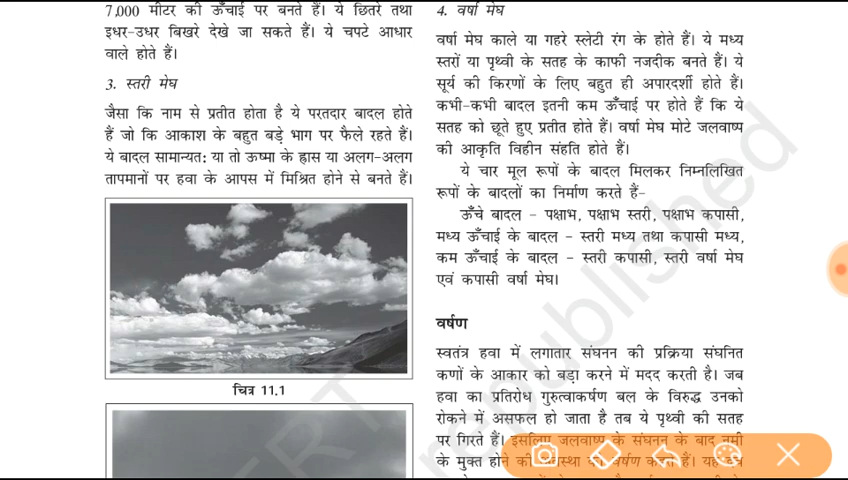 7,000 मीटर की ऊँचाई पर बनते हैं। ये छितरे तथा
इधर-उधर बिखरे देखे जा सकते हैं। ये चपटे आधार
वाले होते हैं।
3. स्तरी मेघ
जैसा कि नाम से प्रतीत होता है ये परतदार बादल होते
हैं जो कि आकाश के बहुत बड़े भाग पर फैले रहते हैं।
ये बादल सामान्यत: या तो ऊष्मा के ह्रास या अलग-अलग
तापमानों पर हवा के आपस में मिश्रित होने से बनते हैं।
चित्र 11.1
4. वर्षा मेघ
वर्षा मेघ काले या गहरे स्लेटी रंग के होते हैं। ये मध्य
स्तरों या पृथ्वी के सतह के काफी नजदीक बनते हैं। ये
सूर्य की किरणों के लिए बहुत ही अपारदर्शी होते हैं।
कभी-कभी बादल इतनी कम ऊँचाई पर होते हैं कि ये
सतह को छूते हुए प्रतीत होते हैं। वर्षा मेघ मोटे जलवाष्प
की आकृति विहीन संहति होते हैं।
ये चार मूल रूपों के बादल मिलकर निम्नलिखित
रूपों के बादलों का निर्माण करते हैं–
ऊँचे बादल – पक्षाभ, पक्षाभ स्तरी, पक्षाभ कपासी,
मध्य ऊँचाई के बादल – स्तरी मध्य तथा कपासी मध्य,
कम ऊँचाई के बादल – स्तरी कपासी, स्तरी वर्षा मेघ
एवं कपासी वर्षा मेघ।
वर्षण
स्वतंत्र हवा में लगातार संघनन की प्रक्रिया संघनित
कणों के आकार को बड़ा करने में मदद करती है। जब
हवा का प्रतिरोध गुरुत्वाकर्षण बल के विरुद्ध उनको
रोकने में असफल हो जाता है तब ये पृथ्वी की सतह
पर गिरते हैं। इसलिए जलवाष्प के संघनन के बाद नमी
के मुक्त होने की अवस्था को वर्षण कहते हैं। यह
republished